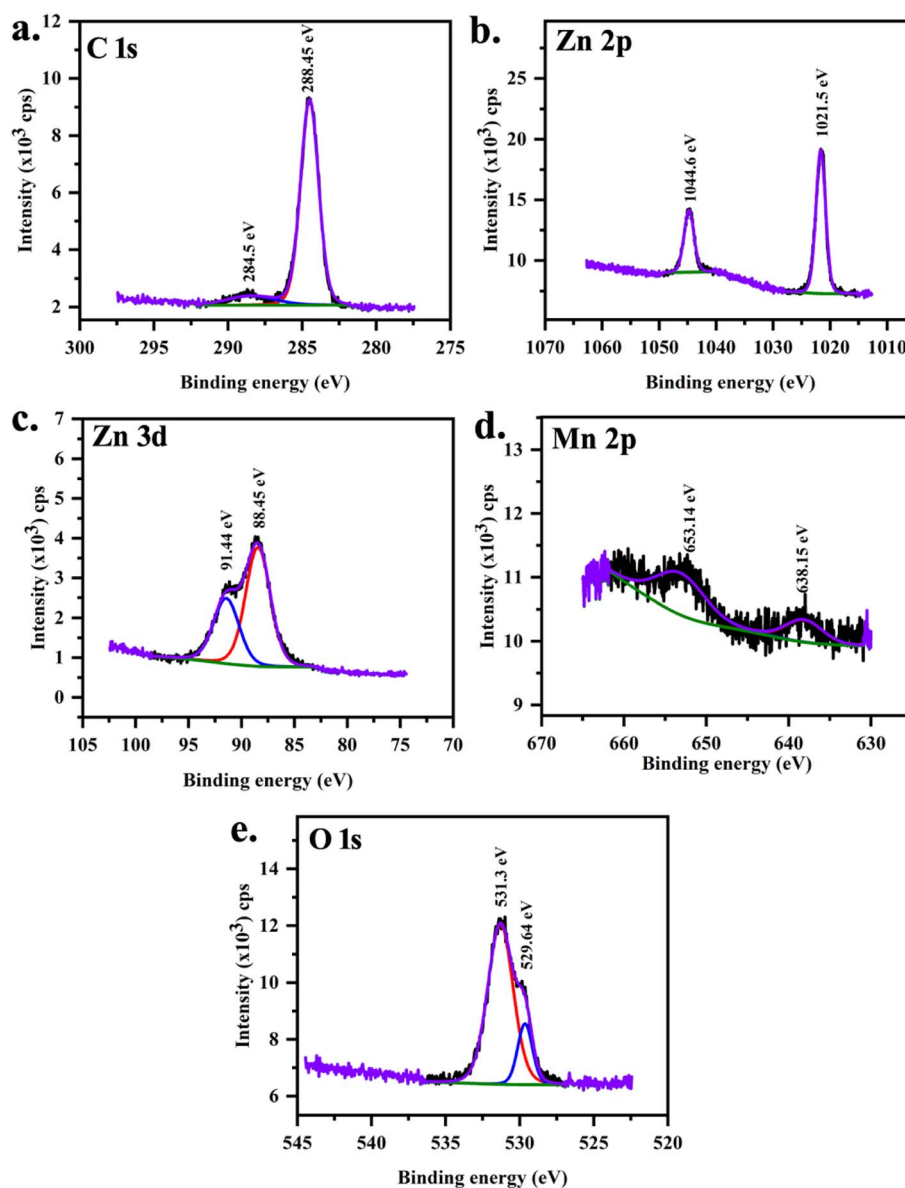 a.
C 1s
288.45 eV
284.5 eV
Intensity (x10³) cps
12
10
8
6
4
2
300 295 290 285 280 275
Binding energy (eV)
b.
Zn 2p
1044.6 eV
1021.5 eV
Intensity (x10³) cps
25
20
15
10
1070 1060 1050 1040 1030 1020 1010
Binding energy (eV)
c.
Zn 3d
91.44 eV
88.45 eV
Intensity (x10³) cps
7
6
5
4
3
2
1
0
105 100 95 90 85 80 75 70
Binding energy (eV)
d.
Mn 2p
653.14 eV
638.15 eV
Intensity (x10³) cps
13
12
11
10
9
670 660 650 640 630
Binding energy (eV)
e.
O 1s
531.3 eV
529.64 eV
Intensity (x10³) cps
14
12
10
8
6
545 540 535 530 525 520
Binding energy (eV)